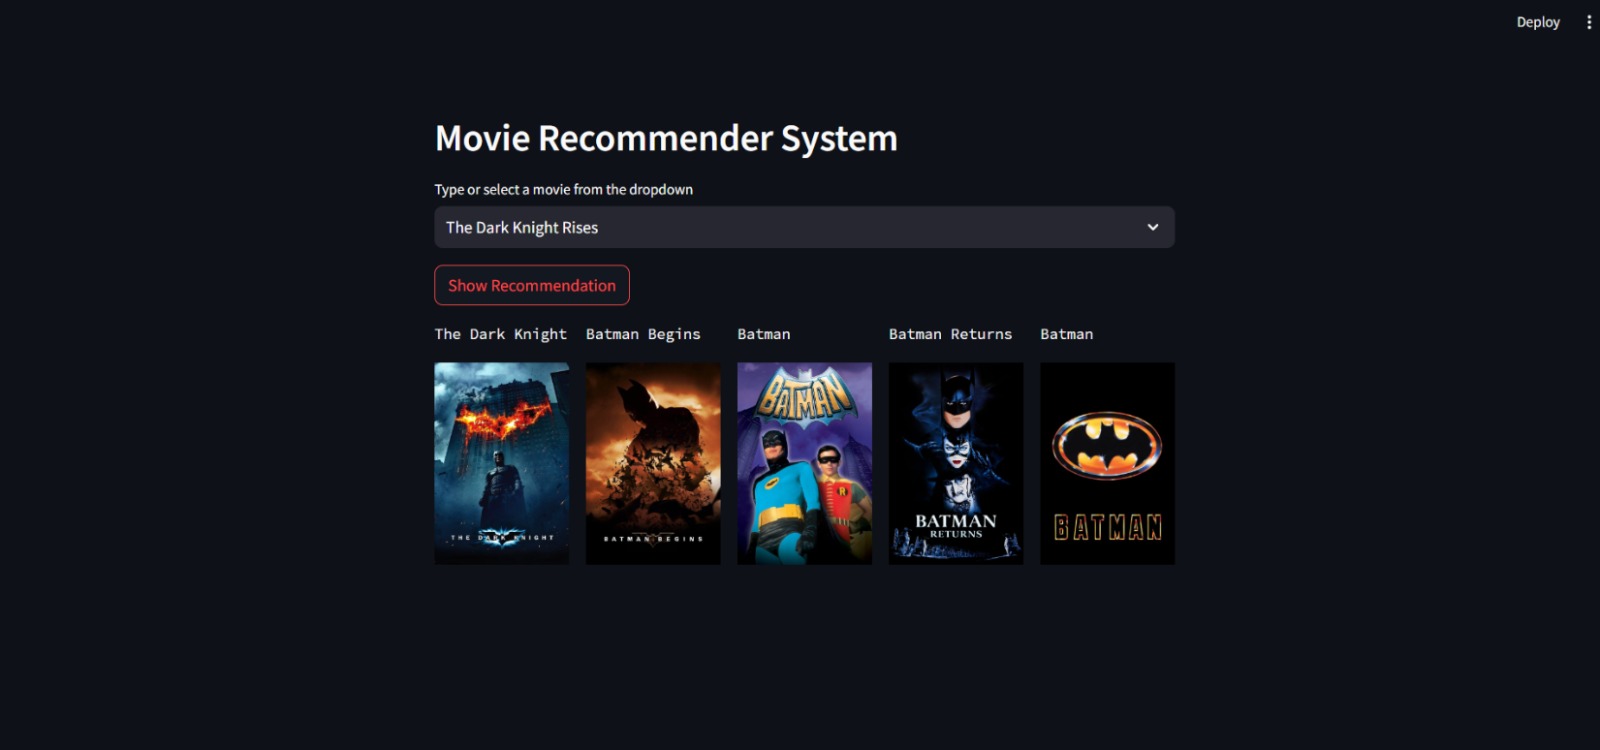 Deploy
Movie Recommender System
Type or select a movie from the dropdown
The Dark Knight Rises
Show Recommendation
The Dark Knight
Batman Begins
Batman
Batman Returns
Batman
THE DARK KNIGHT
BATMAN BEGINS
BATMAN
R
BATMAN
RETURNS
BATMAN